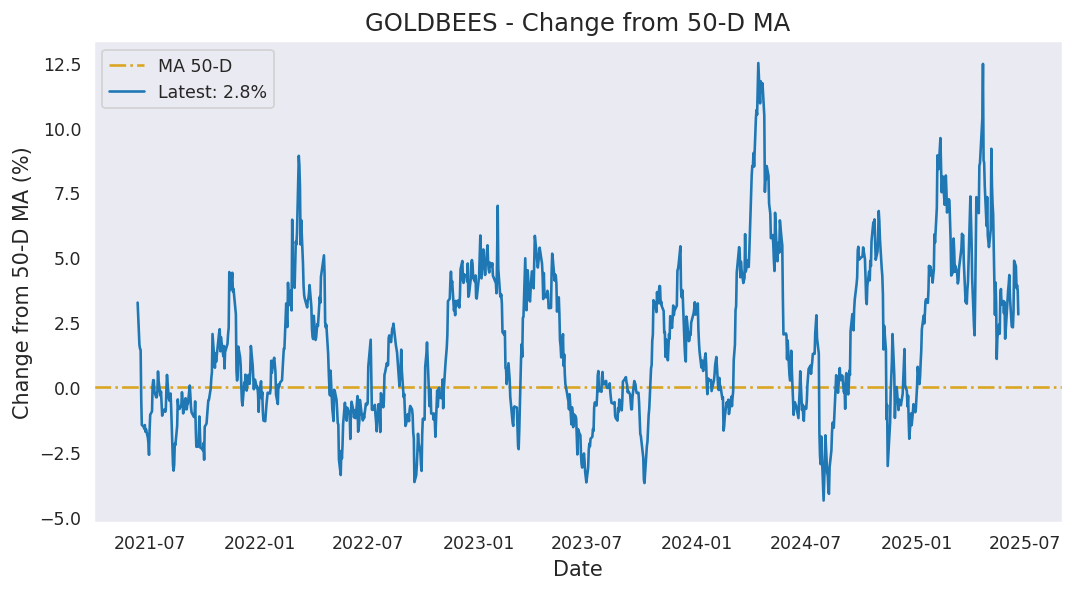 GOLDBEES - Change from 50-D MA
MA 50-D
Latest: 2.8%
Change from 50-D MA (%)
12.5
10.0
7.5
5.0
2.5
0.0
−2.5
−5.0
2021-07 2022-01 2022-07 2023-01 2023-07 2024-01 2024-07 2025-01 2025-07
Date